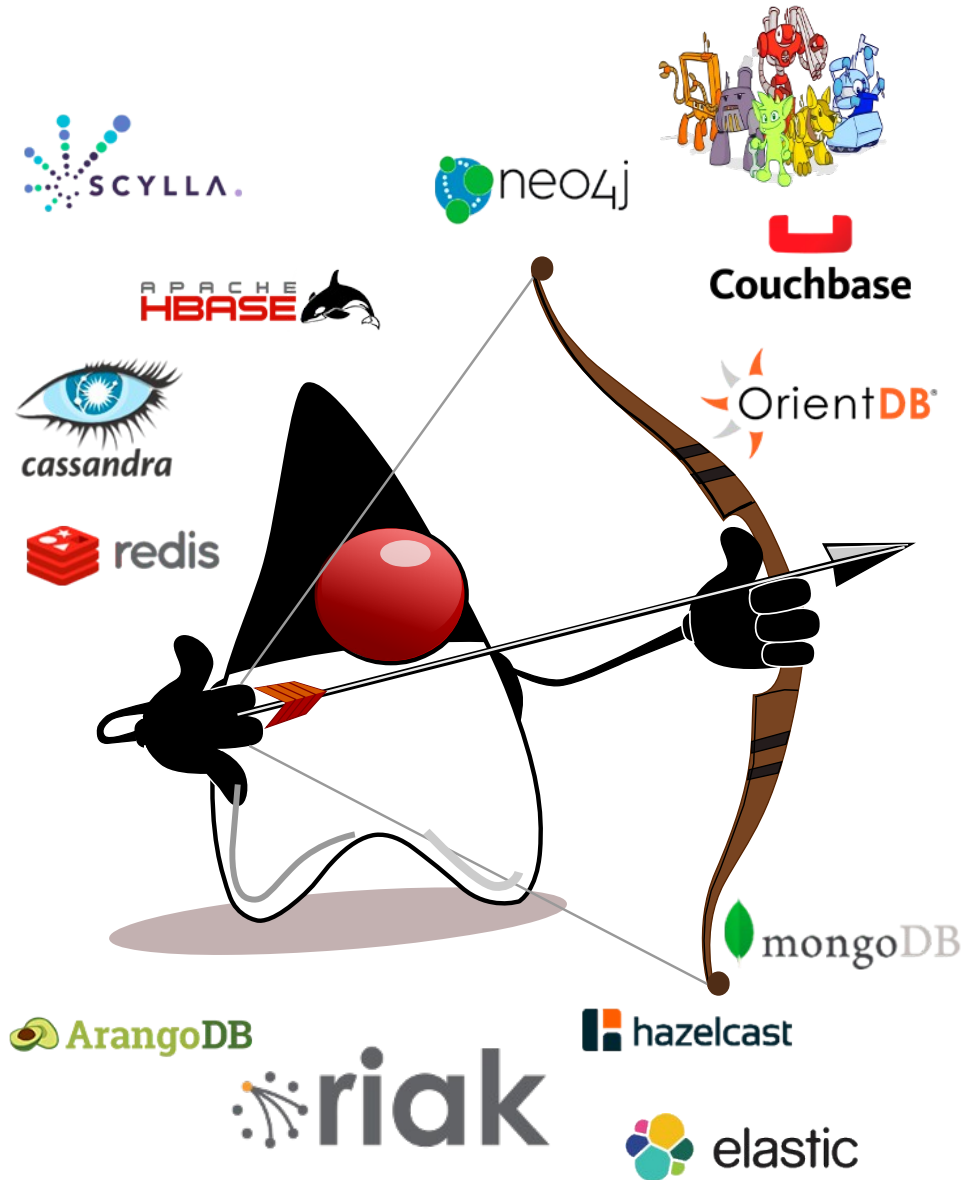 SCYLLA.
neo4j
Couchbase
APACHE
HBASE
OrientDB®
cassandra
redis
mongoDB
ArangoDB
hazelcast
riak
elastic